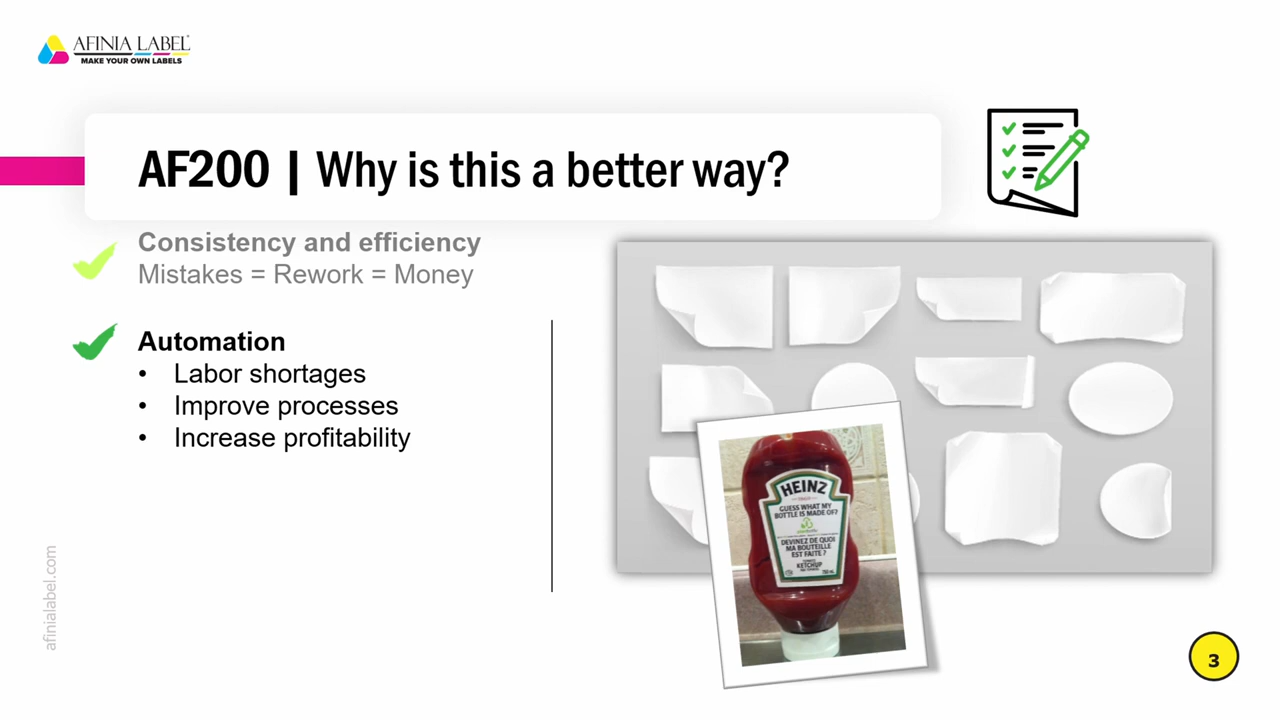 AFINIA LABEL
MAKE YOUR OWN LABELS
AF200 | Why is this a better way?
Consistency and efficiency
Mistakes = Rework = Money
Automation
• Labor shortages
• Improve processes
• Increase profitability
HEINZ
GUESS WHAT MY
BOTTLE IS MADE OF?
DEVINEZ DE QUOI
MA BOUTEILLE
EST FAITE ?
KETCHUP
750 mL
afinialabel.com
3